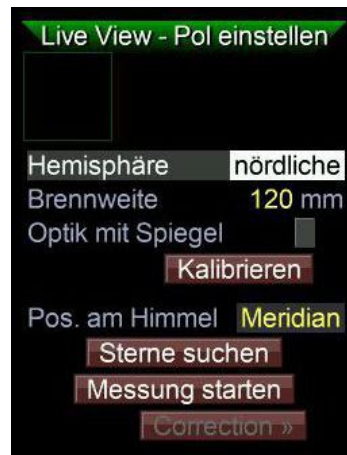 Live View - Pol einstellen
Hemisphäre nördliche
Brennweite 120 mm
Optik mit Spiegel
Kalibrieren
Pos. am Himmel Meridian
Sterne suchen
Messung starten
Correction »